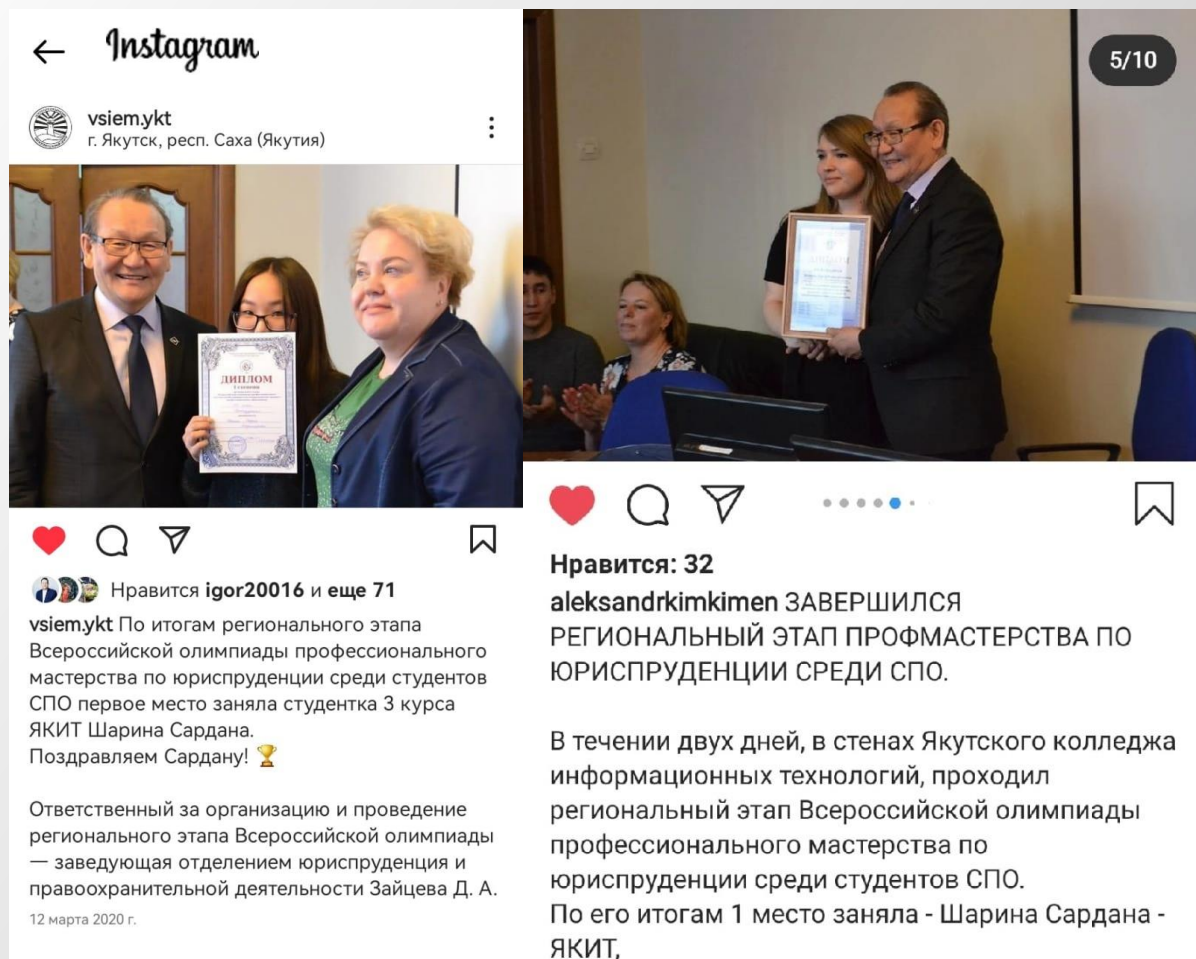 Instagram
vsiem.ykt
г. Якутск, респ. Саха (Якутия)
ДИПЛОМ
Нравится igor20016 и еще 71
vsiem.ykt По итогам регионального этапа
Всероссийской олимпиады профессионального
мастерства по юриспруденции среди студентов
СПО первое место заняла студентка 3 курса
ЯКИТ Шарина Сардана.
Поздравляем Сардану! 🏆
Ответственный за организацию и проведение
регионального этапа Всероссийской олимпиады
— заведующая отделением юриспруденция и
правоохранительной деятельности Зайцева Д. А.
12 марта 2020 г.
5/10
ДИПЛОМ
Нравится: 32
aleksandrkimkimen ЗАВЕРШИЛСЯ
РЕГИОНАЛЬНЫЙ ЭТАП ПРОФМАСТЕРСТВА ПО
ЮРИСПРУДЕНЦИИ СРЕДИ СПО.
В течении двух дней, в стенах Якутского колледжа
информационных технологий, проходил
региональный этап Всероссийской олимпиады
профессионального мастерства по
юриспруденции среди студентов СПО.
По его итогам 1 место заняла - Шарина Сардана -
ЯКИТ,